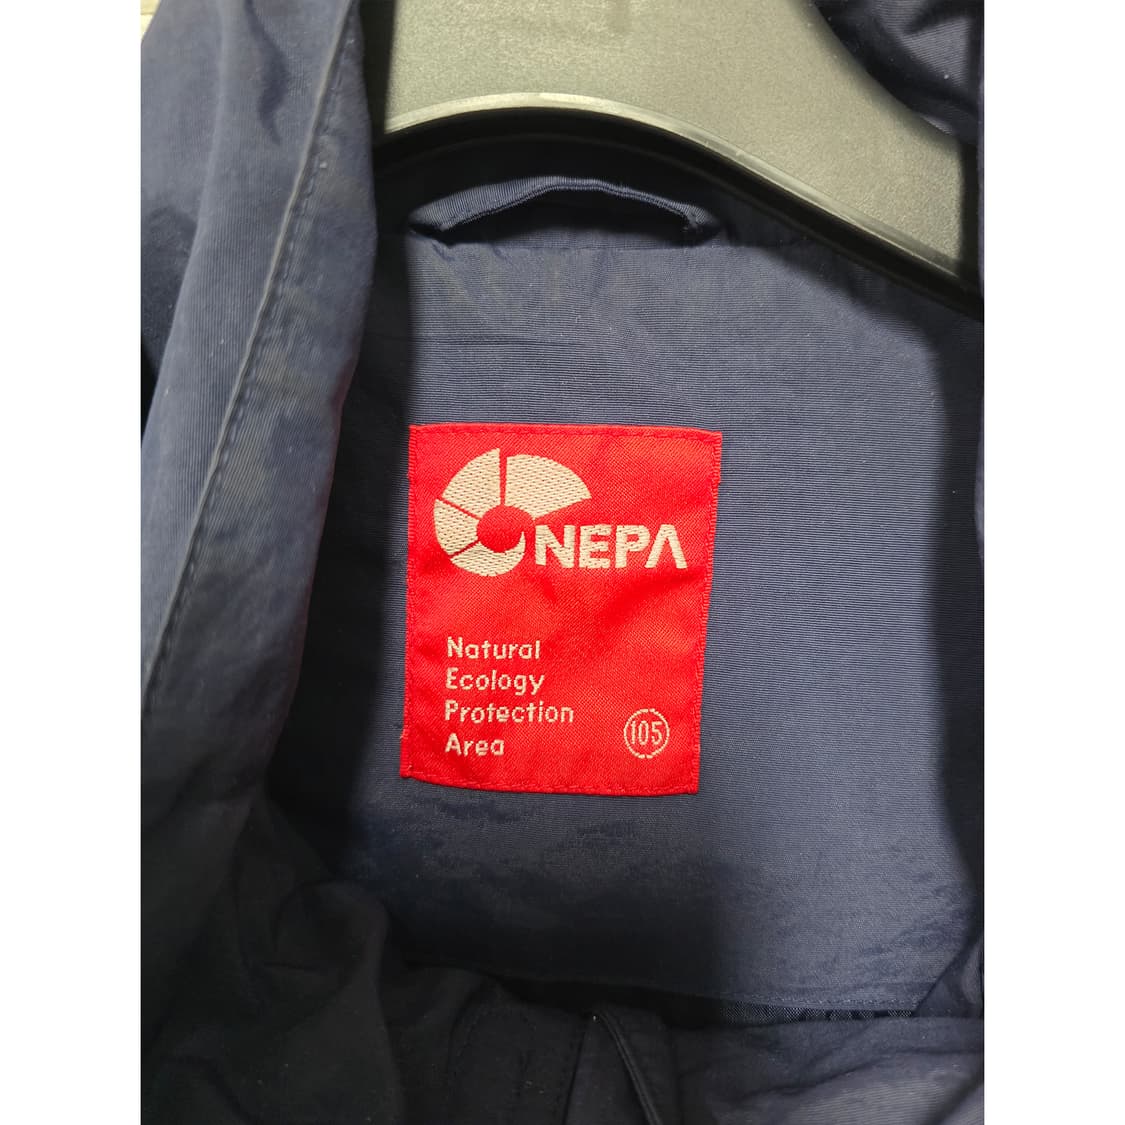 NEPA
Natural
Ecology
Protection
Area
105